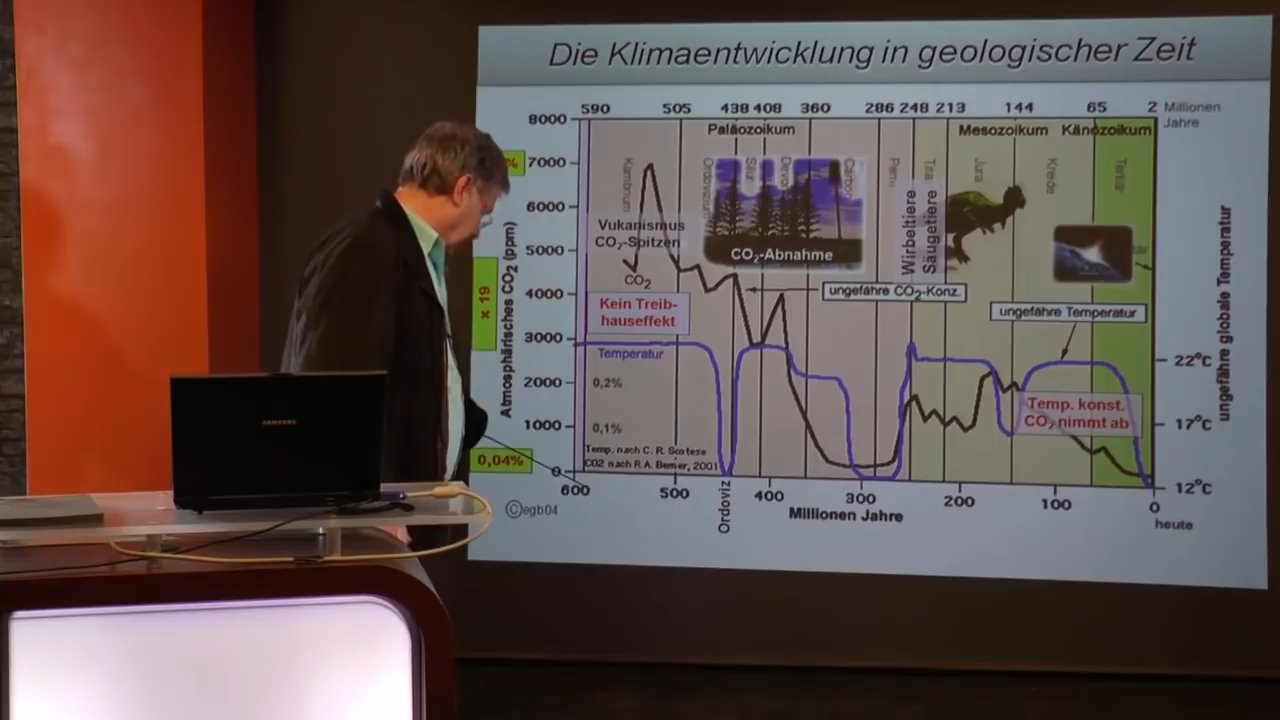 Die Klimaentwicklung in geologischer Zeit
590 505 438 408 360 286 248 213 144 65 2 Millionen
Jahre
Paläozoikum Mesozoikum Känozoikum
8000
7000
6000
5000
4000
3000
2000
1000
0
%
x 19
0,04%
Atmosphärisches CO2 (ppm)
Kambrium
Silur
Perm
Jura
Kreide
Tertiär
Vukanismus
CO2-Spitzen
CO2
CO2-Abnahme
Wirbeltiere
Säugetiere
ungefähre CO2-Konz.
ungefähre Temperatur
Kein Treib-
hauseffekt
Temperatur
0,2%
0,1%
Temp. konst.
CO2 nimmt ab
Temp. nach C. R. Scotese
CO2 nach R.A. Berner, 2001
22°C
17°C
12°C
ungefähre globale Temperatur
600 500 400 300 200 100 0
Ordoviz
Millionen Jahre
heute
©egb04
SAMSUNG